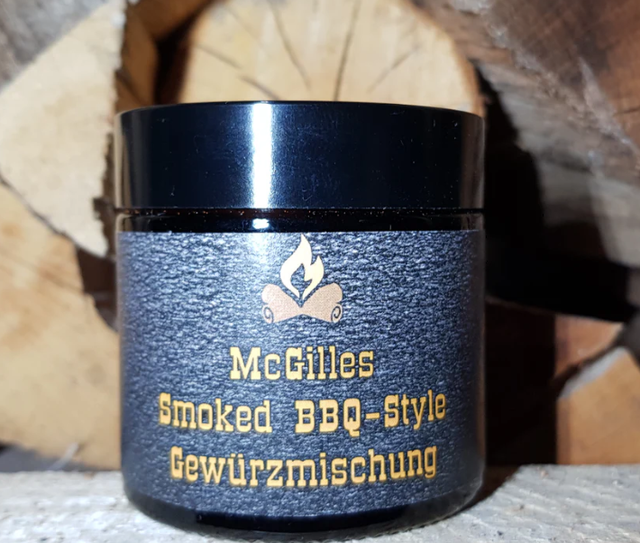 McGilles
Smoked BBQ-Style
Gewürzmischung